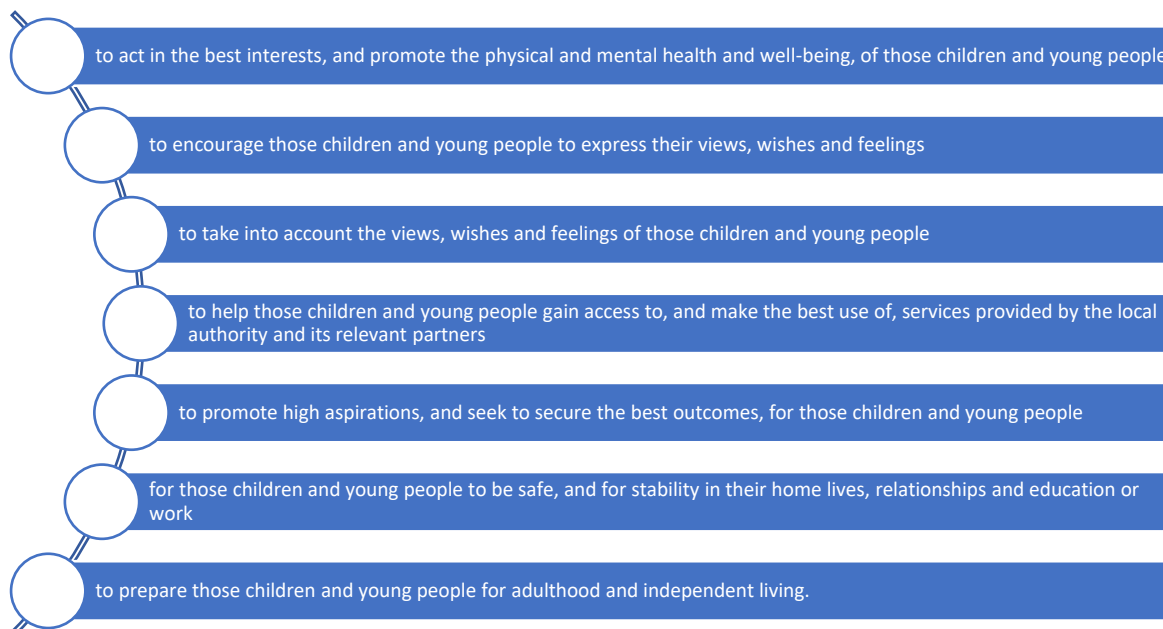 to act in the best interests, and promote the physical and mental health and well-being, of those children and young people
to encourage those children and young people to express their views, wishes and feelings
to take into account the views, wishes and feelings of those children and young people
to help those children and young people gain access to, and make the best use of, services provided by the local
authority and its relevant partners
to promote high aspirations, and seek to secure the best outcomes, for those children and young people
for those children and young people to be safe, and for stability in their home lives, relationships and education or
work
to prepare those children and young people for adulthood and independent living.